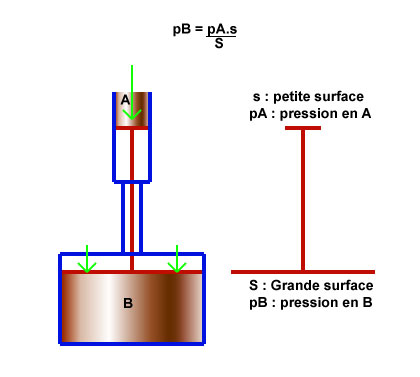 pB = pA.s
S
A
s : petite surface
pA : pression en A
S : Grande surface
pB : pression en B
B